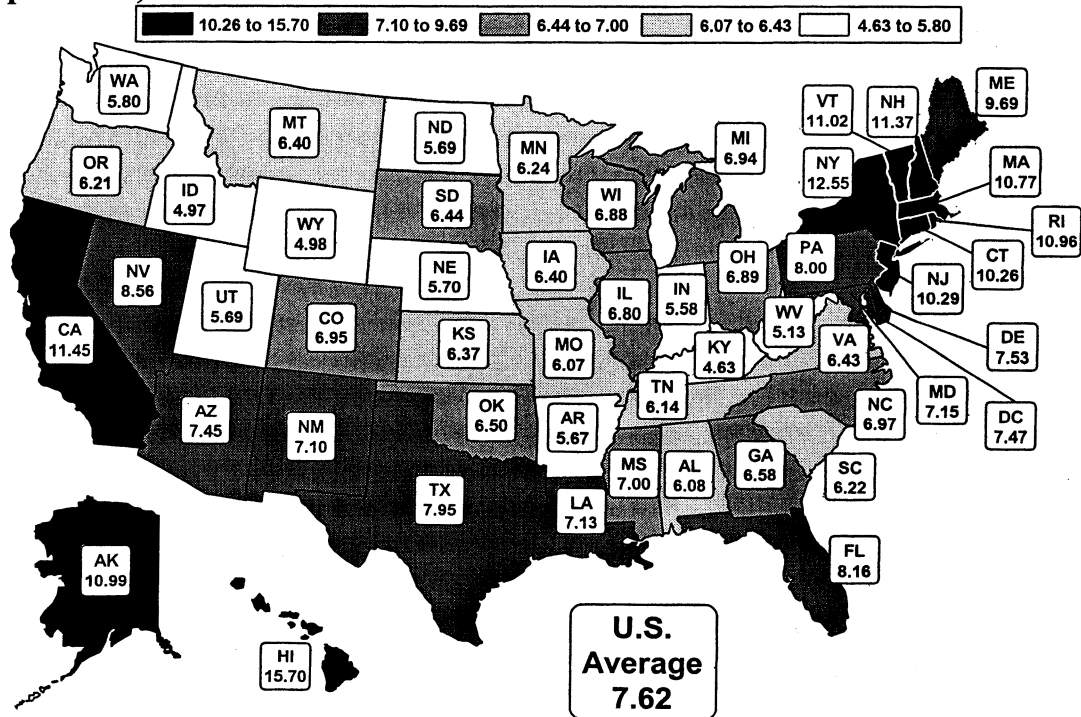 10.26 to 15.70
7.10 to 9.69
6.44 to 7.00
6.07 to 6.43
4.63 to 5.80
WA
5.80
MT
6.40
ND
5.69
MN
6.24
MI
6.94
VT
11.02
NH
11.37
ME
9.69
OR
6.21
ID
4.97
WY
4.98
SD
6.44
WI
6.88
NY
12.55
MA
10.77
RI
10.96
CT
10.26
NJ
10.29
NV
8.56
UT
5.69
CO
6.95
NE
5.70
IA
6.40
IL
6.80
IN
5.58
OH
6.89
PA
8.00
WV
5.13
VA
6.43
DE
7.53
MD
7.15
DC
7.47
CA
11.45
KS
6.37
MO
6.07
KY
4.63
TN
6.14
NC
6.97
AZ
7.45
NM
7.10
OK
6.50
AR
5.67
MS
7.00
AL
6.08
GA
6.58
SC
6.22
TX
7.95
LA
7.13
FL
8.16
AK
10.99
HI
15.70
U.S.
Average
7.62